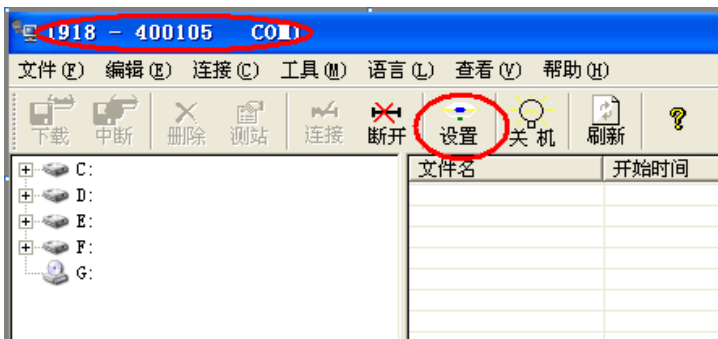 1918 - 400105 COM
文件(F) 编辑(E) 连接(C) 工具(M) 语言(L) 查看(V) 帮助(H)
下载 中断 删除 测站 连接 断开 设置 关机 刷新 ?
文件名 开始时间
C:
D:
E:
F:
G: